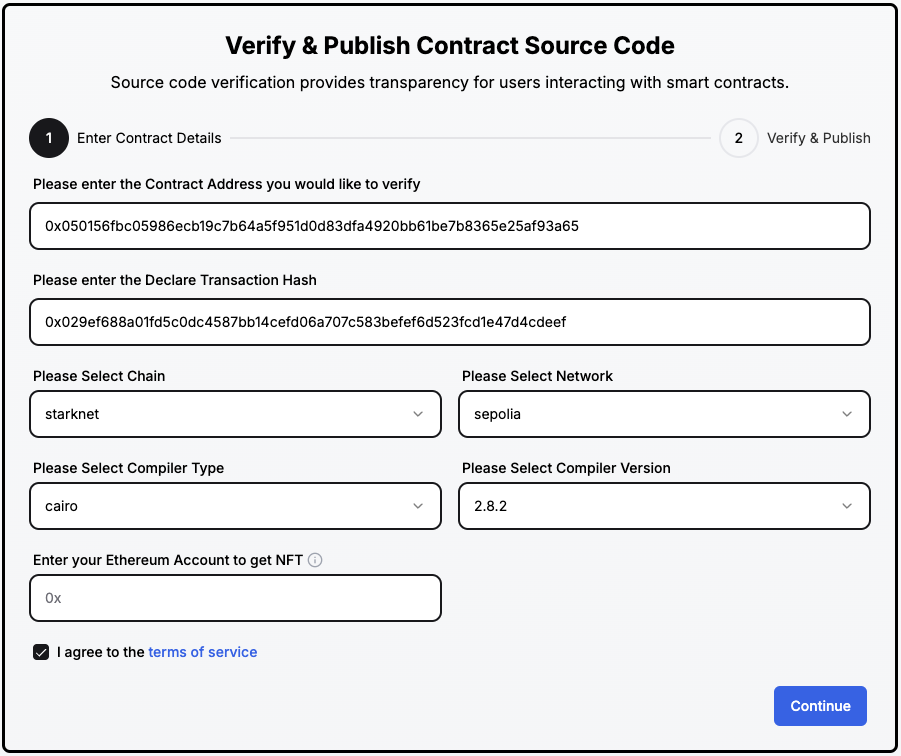 Verify & Publish Contract Source Code
Source code verification provides transparency for users interacting with smart contracts.
1 Enter Contract Details 2 Verify & Publish
Please enter the Contract Address you would like to verify
0x050156fbc05986ecb19c7b64a5f951d0d83dfa4920bb61be7b8365e25af93a65
Please enter the Declare Transaction Hash
0x029ef688a01fd5c0dc4587bb14cefd06a707c583befef6d523fcd1e47d4cdeef
Please Select Chain Please Select Network
starknet sepolia
Please Select Compiler Type Please Select Compiler Version
cairo 2.8.2
Enter your Ethereum Account to get NFT
0x
I agree to the terms of service
Continue